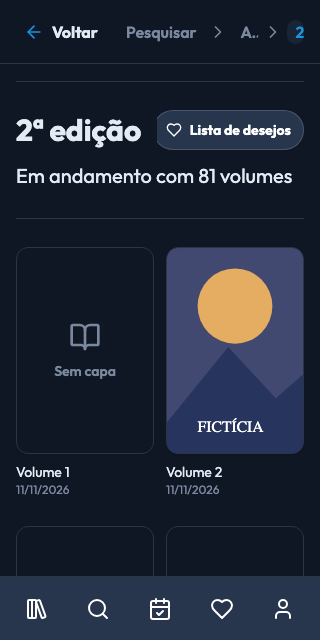 Voltar Pesquisar A.. 2
2ª edição
Lista de desejos
Em andamento com 81 volumes
Sem capa
FICTÍCIA
Volume 1
11/11/2026
Volume 2
11/11/2026